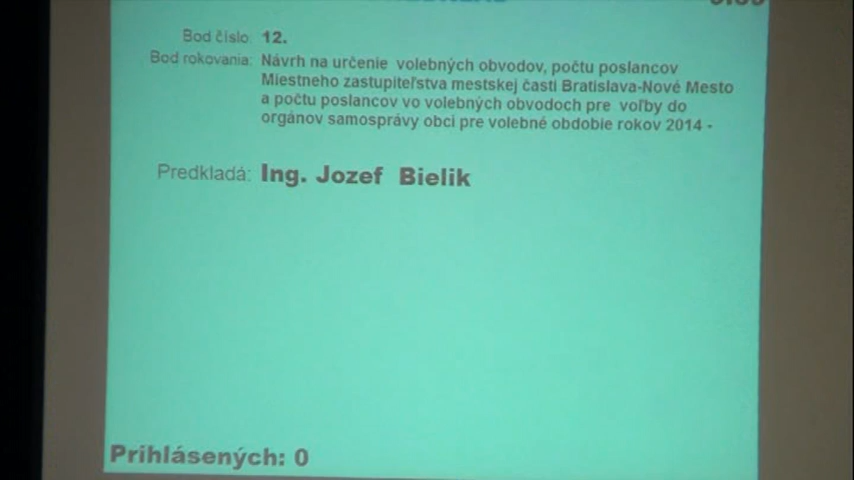 Bod číslo: 12.
Bod rokovania: Návrh na určenie volebných obvodov, počtu poslancov
Miestneho zastupiteľstva mestskej časti Bratislava-Nové Mesto
a počtu poslancov vo volebných obvodoch pre voľby do
orgánov samosprávy obcí pre volebné obdobie rokov 2014 -
Predkladá: Ing. Jozef Bielik
Prihlásených: 0